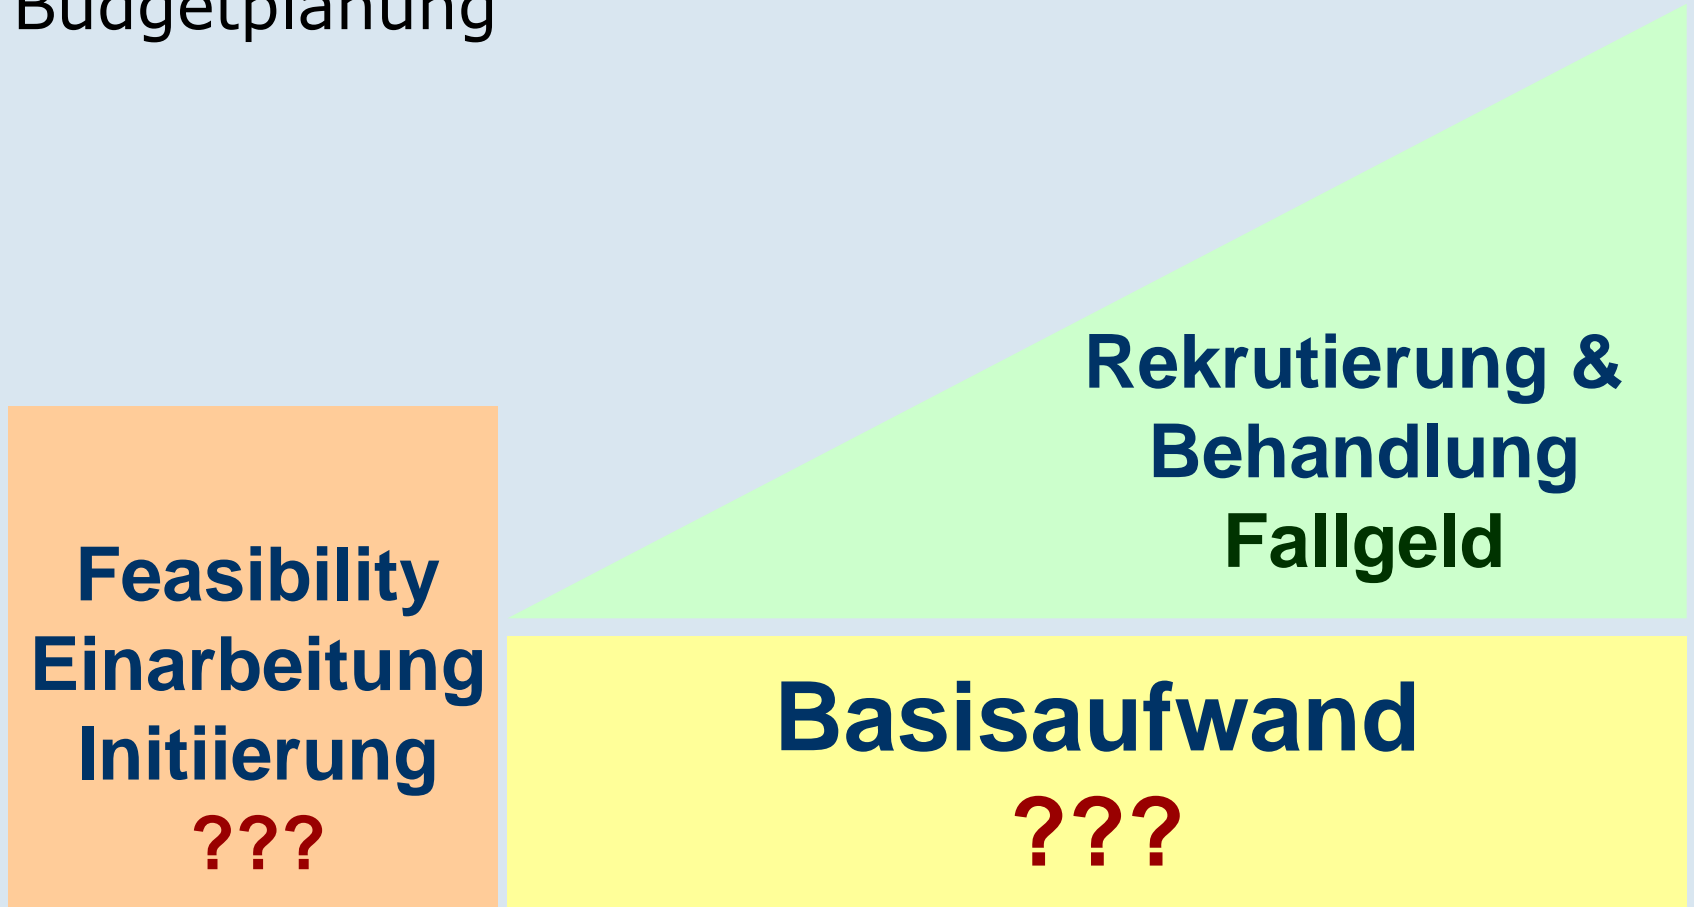 Budgetplanung
Rekrutierung &
Behandlung
Fallgeld
Feasibility
Einarbeitung
Initiierung
???
Basisaufwand
???